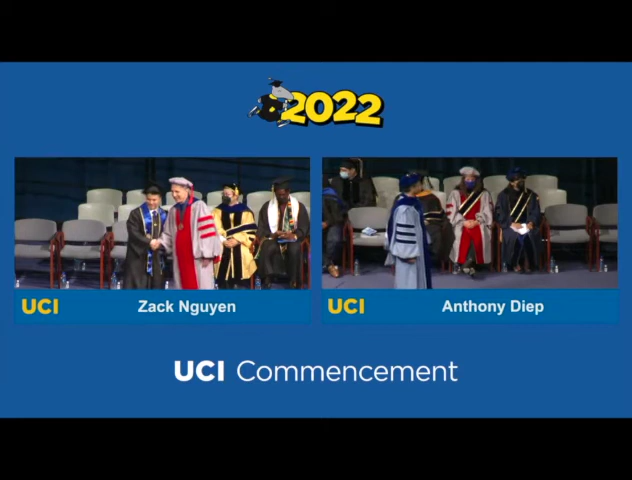 2022
UCI Zack Nguyen
UCI Anthony Diep
UCI Commencement